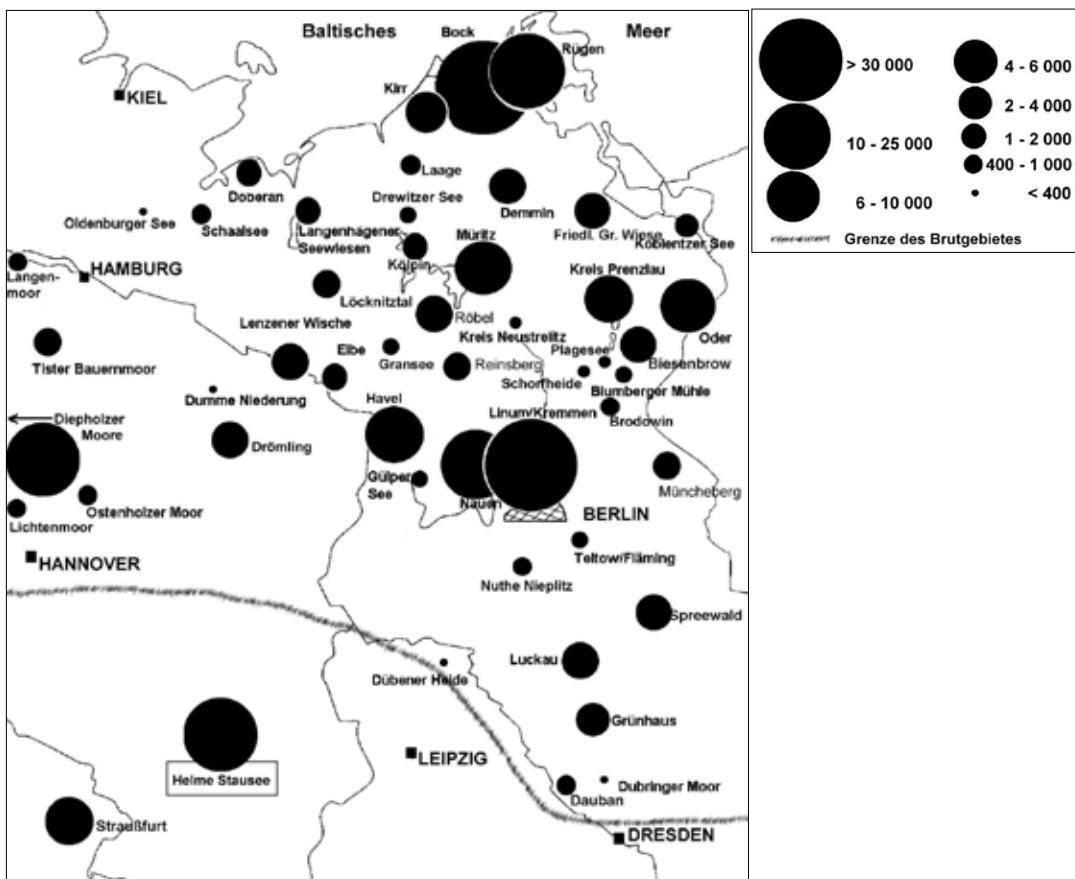 Baltisches
Bock
Meer
Rügen
Kirr
KIEL
Laage
Doberan
Drewitzer See
Demmin
Oldenburger See
Schaalsee
Langenhagener
Seewiesen
Friedl. Gr. Wiese
Koblentzer See
Müritz
Kölpin
Langen-
moor
HAMBURG
Kreis Prenzlau
Löcknitztal
Röbel
Lenzener Wische
Kreis Neustrelitz
Oder
Tister Bauernmoor
Elbe
Gransee
Reinsberg
Plagesee
Biesenbrow
Schorfheide
Blumberger Mühle
Dumme Niederung
Havel
Linum/Kremmen
Brodowin
Diepholzer
Moore
Drömling
Gülper
See
Nauen
Müncheberg
Ostenholzer Moor
Lichtenmoor
BERLIN
HANNOVER
Teltow/Fläming
Nuthe Nieplitz
Spreewald
Luckau
Dübener Heide
Grünhaus
LEIPZIG
Helme Stausee
Dubringer Moor
Dauban
Straußfurt
DRESDEN
> 30 000
10 - 25 000
6 - 10 000
4 - 6 000
2 - 4 000
1 - 2 000
400 - 1 000
< 400
Grenze des Brutgebietes